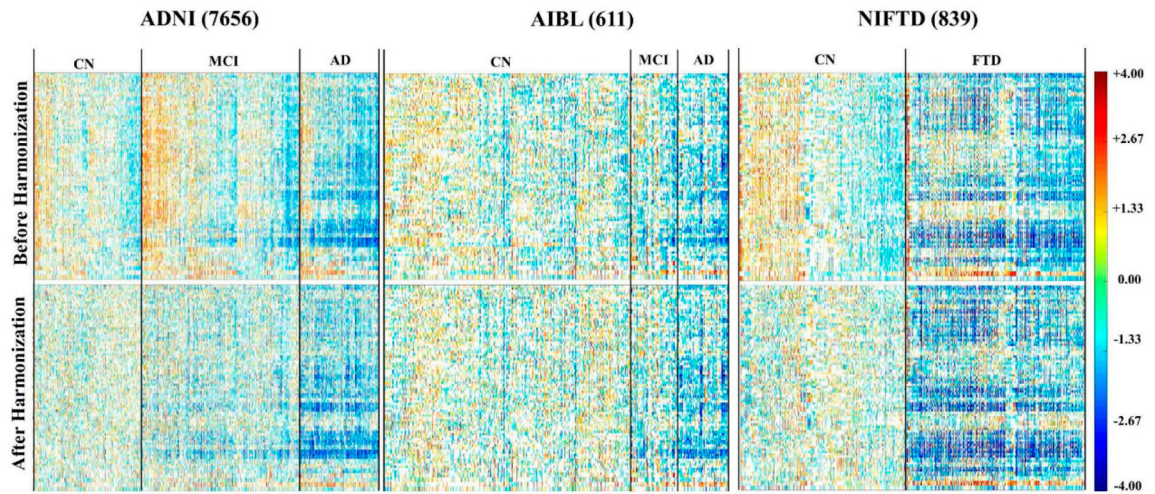 ADNI (7656)
AIBL (611)
NIFTD (839)
CN
MCI
AD
CN
MCI
AD
CN
FTD
Before Harmonization
After Harmonization
+4.00
+2.67
+1.33
0.00
-1.33
-2.67
-4.00